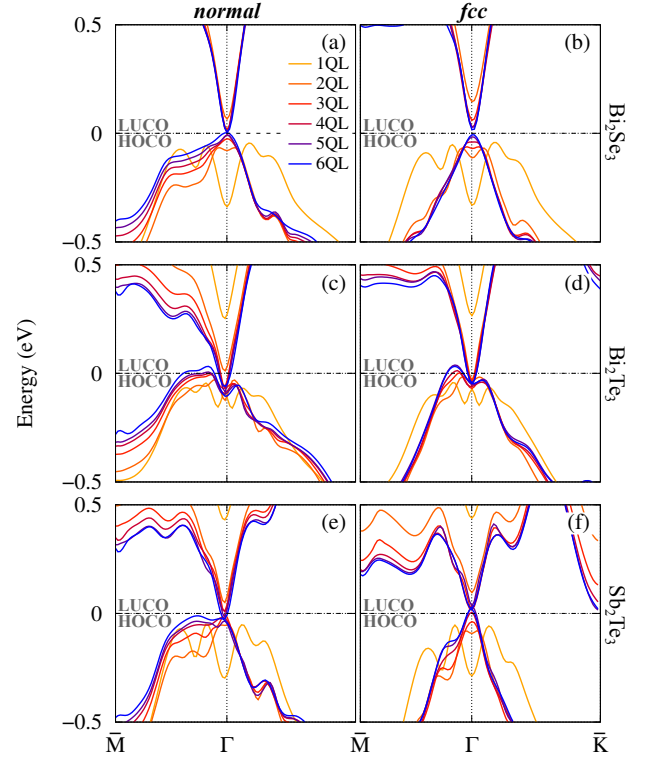 normal
fcc
0.5
(a)
(b)
1QL
2QL
3QL
4QL
5QL
6QL
LUCO
HOCO
LUCO
HOCO
0
−0.5
Bi2Se3
0.5
(c)
(d)
LUCO
HOCO
LUCO
HOCO
0
−0.5
Bi2Te3
Energy (eV)
0.5
(e)
(f)
LUCO
HOCO
LUCO
HOCO
0
−0.5
Sb2Te3
M̄ Γ M̄ Γ K̄